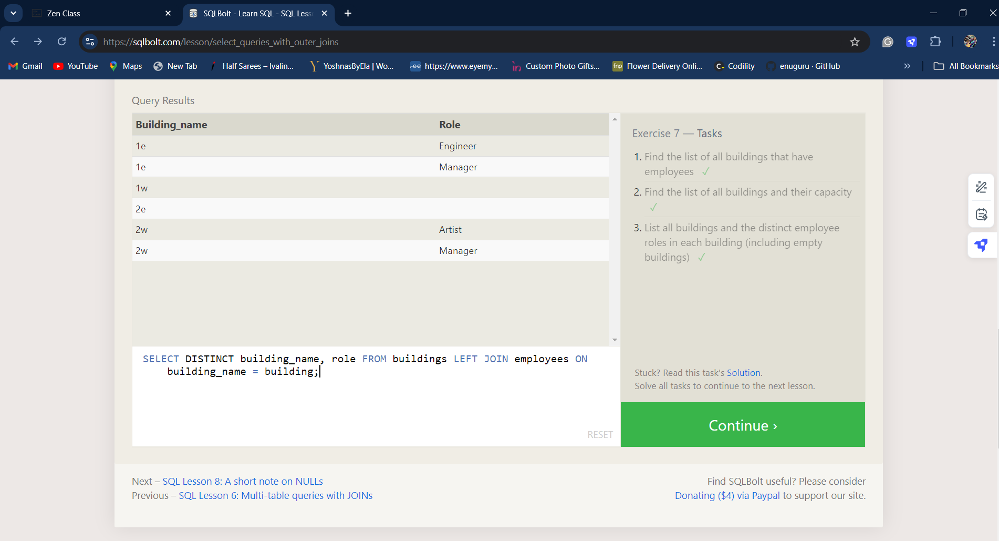 Zen Class
SQLBolt - Learn SQL - SQL Less
https://sqlbolt.com/lesson/select_queries_with_outer_joins
Gmail
YouTube
Maps
New Tab
Half Sarees – Ivalin...
YoshnasByEla | Wo...
https://www.eyemy...
Custom Photo Gifts...
fnp
Flower Delivery Onli...
Codility
enuguru · GitHub
All Bookmarks
Query Results
Building_name Role
1e Engineer
1e Manager
1w
2e
2w Artist
2w Manager
SELECT DISTINCT building_name, role FROM buildings LEFT JOIN employees ON
building_name = building;
RESET
Exercise 7 — Tasks
1. Find the list of all buildings that have
employees ✓
2. Find the list of all buildings and their capacity
✓
3. List all buildings and the distinct employee
roles in each building (including empty
buildings) ✓
Stuck? Read this task's Solution.
Solve all tasks to continue to the next lesson.
Continue ›
Next – SQL Lesson 8: A short note on NULLs
Previous – SQL Lesson 6: Multi-table queries with JOINs
Find SQLBolt useful? Please consider
Donating ($4) via Paypal to support our site.